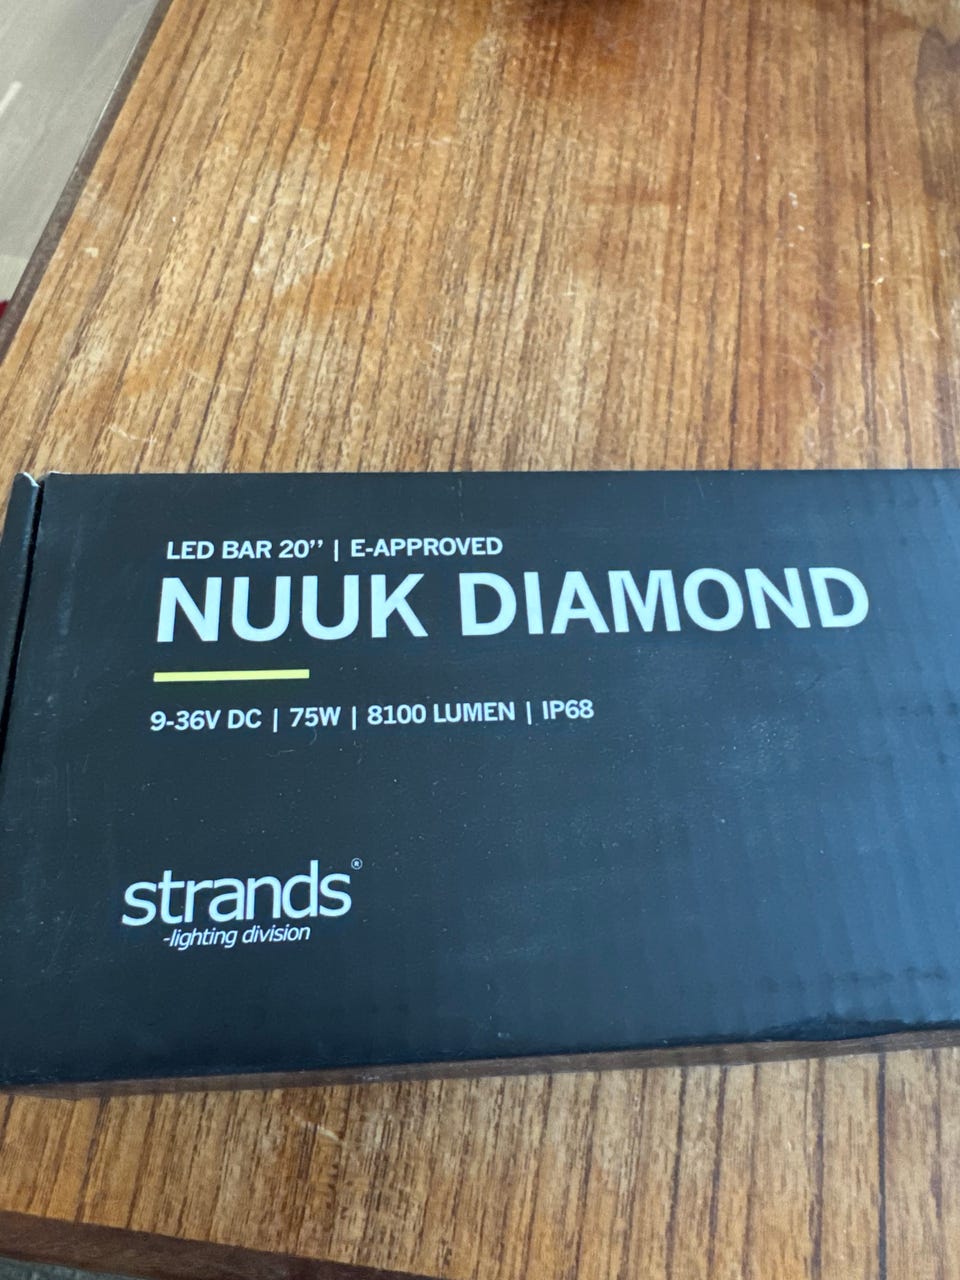 LED BAR 20’’ | E-APPROVED
NUUK DIAMOND
9-36V DC | 75W | 8100 LUMEN | IP68
strands®
-lighting division